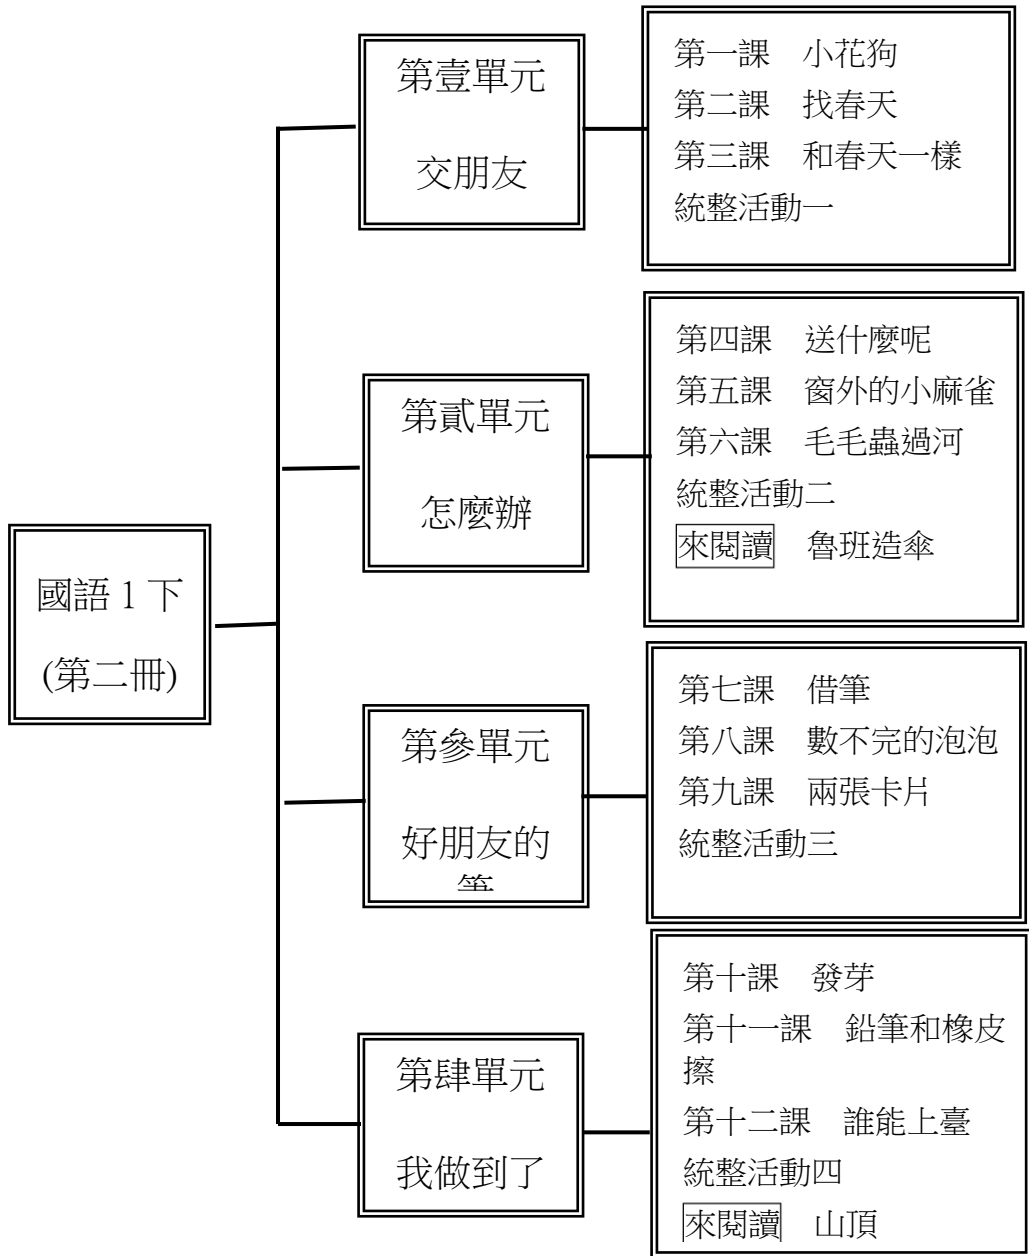 國語 1 下
(第二冊)
第壹單元
交朋友
第一課　小花狗
第二課　找春天
第三課　和春天一樣
統整活動一
第貳單元
怎麼辦
第四課　送什麼呢
第五課　窗外的小麻雀
第六課　毛毛蟲過河
統整活動二
來閱讀　魯班造傘
第參單元
好朋友的
第七課　借筆
第八課　數不完的泡泡
第九課　兩張卡片
統整活動三
第肆單元
我做到了
第十課　發芽
第十一課　鉛筆和橡皮
擦
第十二課　誰能上臺
統整活動四
來閱讀　山頂